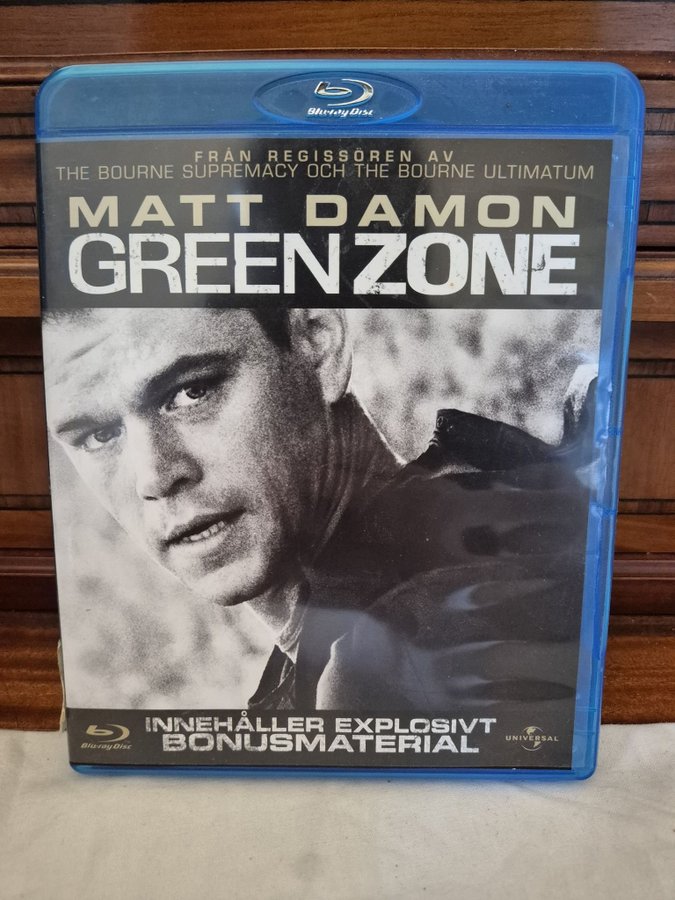 Blu-ray Disc
FRÅN REGISSÖREN AV
THE BOURNE SUPREMACY OCH THE BOURNE ULTIMATUM
MATT DAMON
GREEN ZONE
Blu-ray Disc
INNEHÅLLER EXPLOSIVT
BONUSMATERIAL
UNIVERSAL